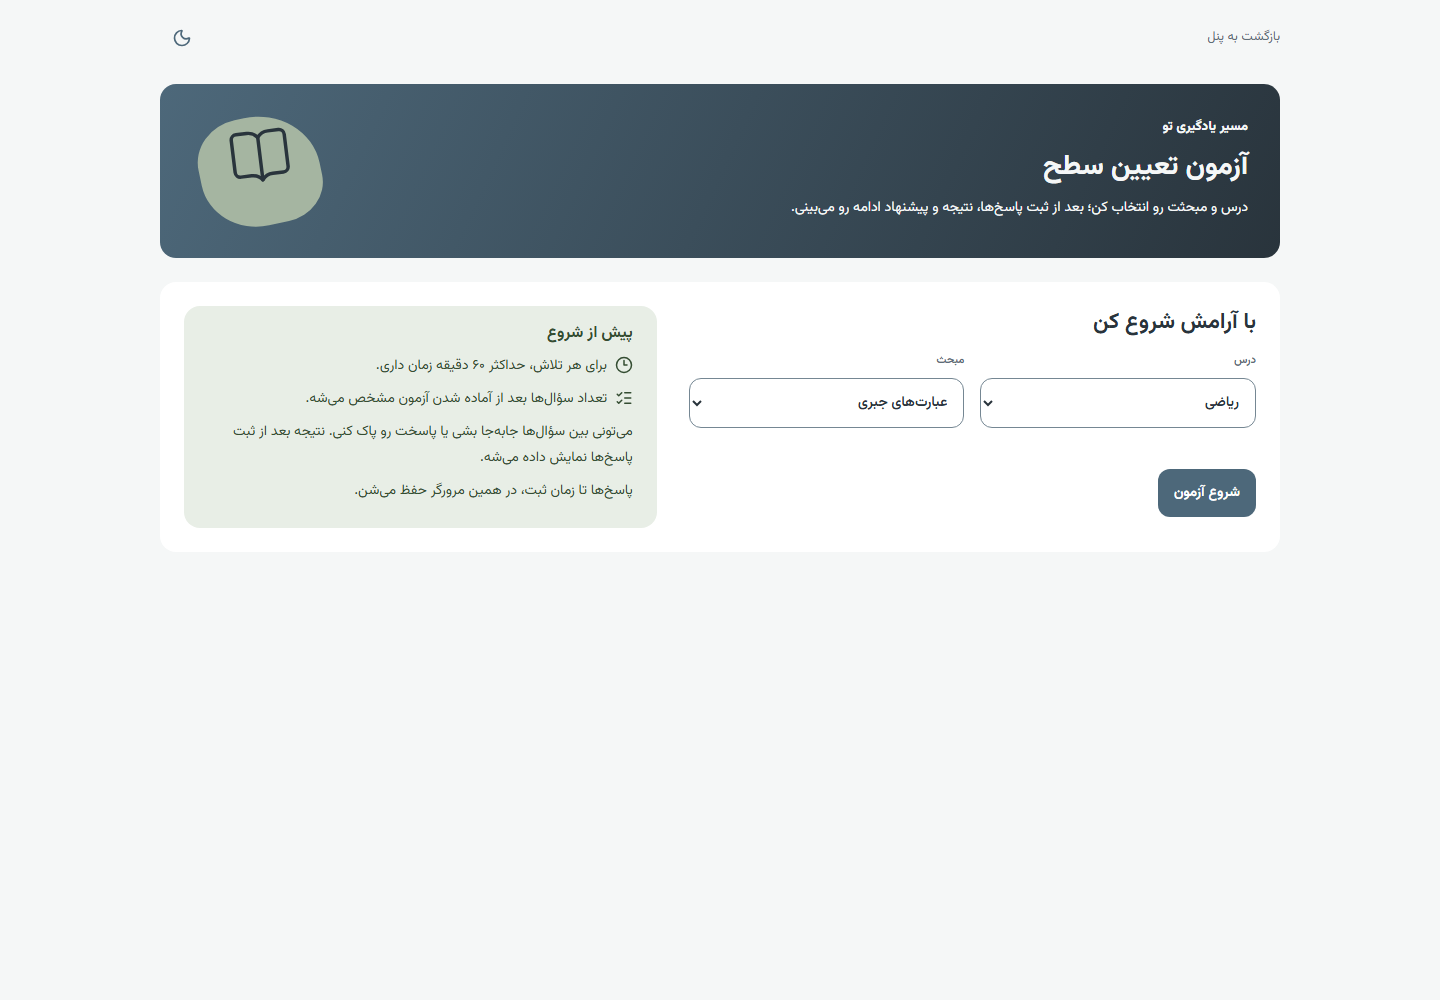 بازگشت به پنل
مسیر یادگیری تو
آزمون تعیین سطح
درس و مبحثت رو انتخاب کن؛ بعد از ثبت پاسخ‌ها، نتیجه و پیشنهاد ادامه رو می‌بینی.
با آرامش شروع کن
درس
مبحث
ریاضی
عبارت‌های جبری
شروع آزمون
پیش از شروع
برای هر تلاش، حداکثر ۶۰ دقیقه زمان داری.
تعداد سؤال‌ها بعد از آماده شدن آزمون مشخص می‌شه.
می‌تونی بین سؤال‌ها جابه‌جا بشی یا پاسخت رو پاک کنی. نتیجه بعد از ثبت
پاسخ‌ها نمایش داده می‌شه.
پاسخ‌ها تا زمان ثبت، در همین مرورگر حفظ می‌شن.